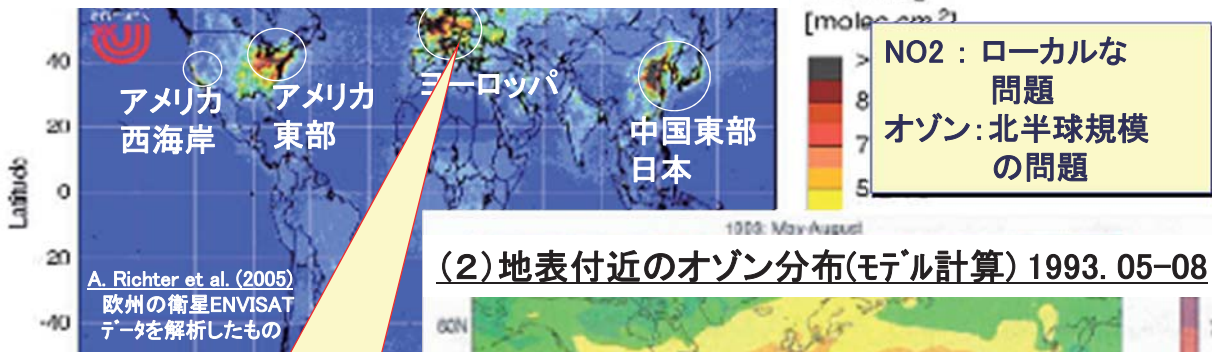 [molec cm-2]
NO2 : ローカルな
問題
オゾン:北半球規模
の問題
>
8
7
5
40
20
0
20
-40
Latitude
アメリカ
西海岸
アメリカ
東部
ヨーロッパ
中国東部
日本
A. Richter et al. (2005)
欧州の衛星ENVISAT
データを解析したもの
1993: May-August
(2)地表付近のオゾン分布(モデル計算) 1993. 05-08
60N